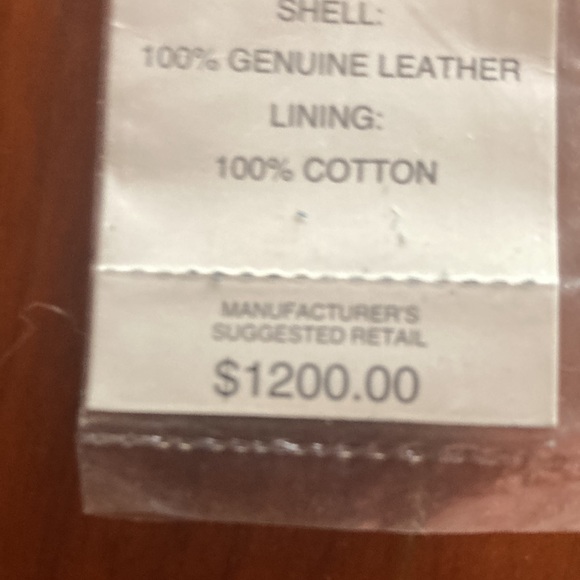 SHELL:
100% GENUINE LEATHER
LINING:
100% COTTON
MANUFACTURER'S
SUGGESTED RETAIL
$1200.00